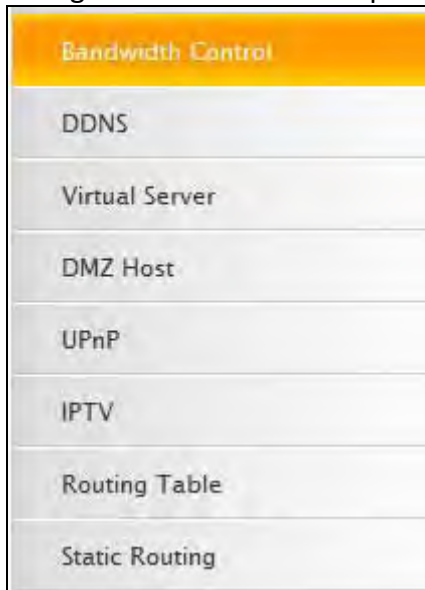 Bandwidth Control
DDNS
Virtual Server
DMZ Host
UPnP
IPTV
Routing Table
Static Routing